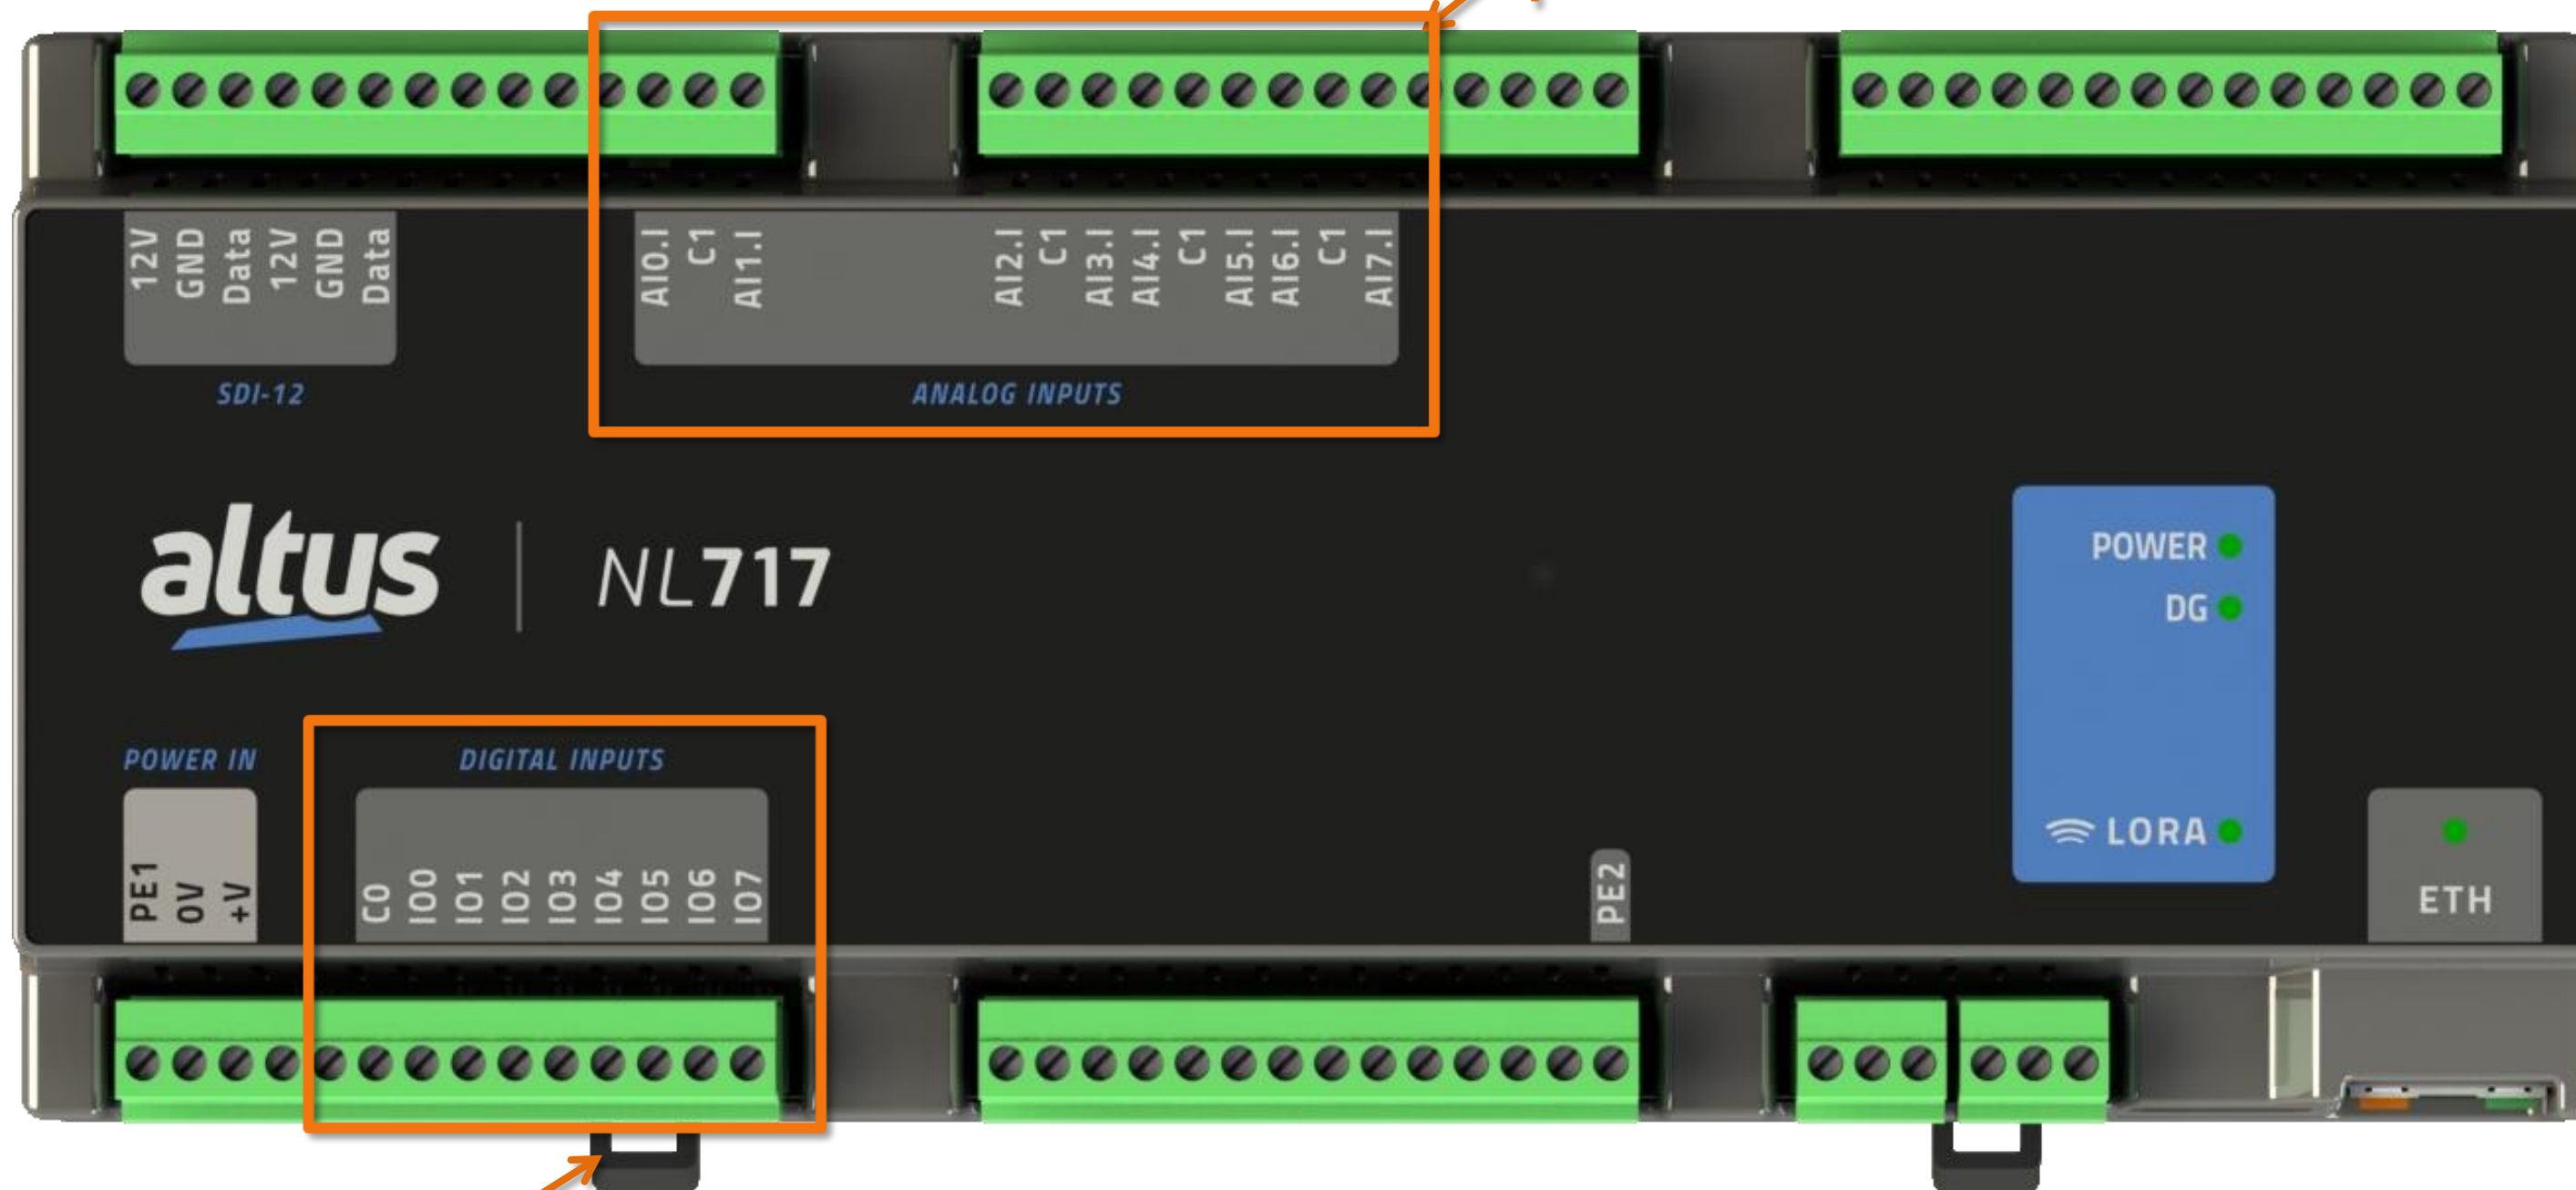 12V GND Data 12V GND Data
SDI-12
AI0.I C1 AI1.I AI2.I C1 AI3.I AI4.I C1 AI5.I AI6.I C1 AI7.I
ANALOG INPUTS
altus NL717
POWER
DG
LORA
POWER IN
PE1 0V +V
DIGITAL INPUTS
C0 I00 I01 I02 I03 I04 I05 I06 I07
PE2
ETH